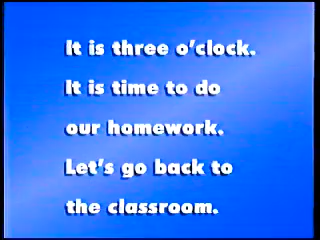 It is three o'clock.
It is time to do
our homework.
Let's go back to
the classroom.